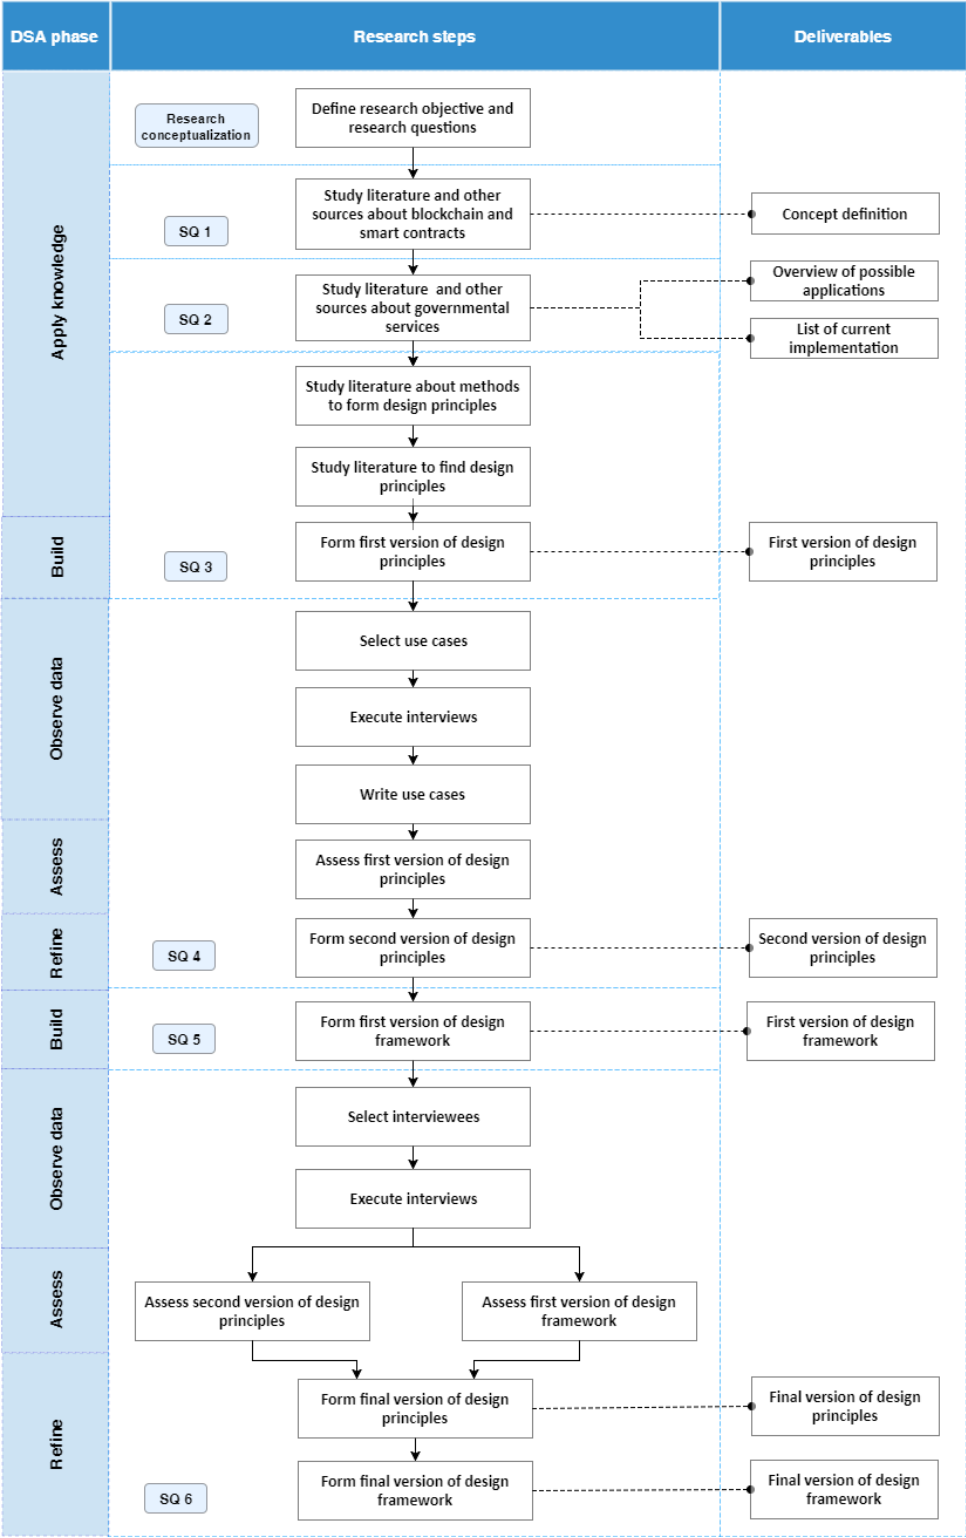 DSA phase
Research steps
Deliverables
Apply knowledge
Research
conceptualization
Define research objective and
research questions
SQ 1
Study literature and other
sources about blockchain and
smart contracts
Concept definition
SQ 2
Study literature and other
sources about governmental
services
Overview of possible
applications
List of current
implementation
Study literature about methods
to form design principles
Study literature to find design
principles
Build
SQ 3
Form first version of design
principles
First version of design
principles
Observe data
Select use cases
Execute interviews
Write use cases
Assess
Assess first version of design
principles
Refine
SQ 4
Form second version of design
principles
Second version of design
principles
Build
SQ 5
Form first version of design
framework
First version of design
framework
Observe data
Select interviewees
Execute interviews
Assess
Assess second version of design
principles
Assess first version of design
framework
Refine
Form final version of design
principles
Final version of design
principles
SQ 6
Form final version of design
framework
Final version of design
framework